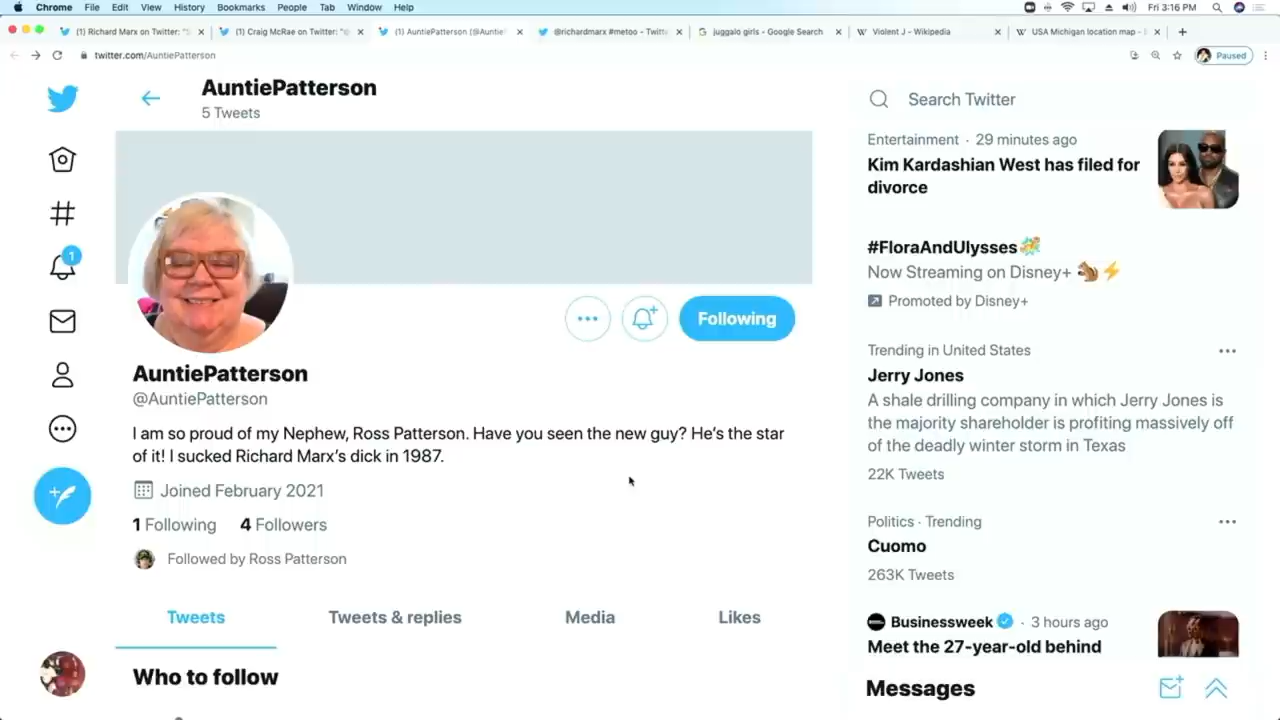 Chrome File Edit View History Bookmarks People Tab Window Help Fri 3:16 PM
(1) Richard Marx on Twitter: "S
(1) Craig McRae on Twitter: "@
(1) AuntiePatterson (@Auntie
@richardmarx #metoo - Twitte
juggalo girls - Google Search
Violent J - Wikipedia
USA Michigan location map -
twitter.com/AuntiePatterson
Paused
AuntiePatterson
5 Tweets
1
Following
AuntiePatterson
@AuntiePatterson
I am so proud of my Nephew, Ross Patterson. Have you seen the new guy? He's the star
of it! I sucked Richard Marx's dick in 1987.
Joined February 2021
1 Following 4 Followers
Followed by Ross Patterson
Tweets Tweets & replies Media Likes
Who to follow
Search Twitter
Entertainment · 29 minutes ago
Kim Kardashian West has filed for
divorce
#FloraAndUlysses
Now Streaming on Disney+
Promoted by Disney+
Trending in United States
Jerry Jones
A shale drilling company in which Jerry Jones is
the majority shareholder is profiting massively off
of the deadly winter storm in Texas
22K Tweets
Politics · Trending
Cuomo
263K Tweets
Businessweek · 3 hours ago
Meet the 27-year-old behind
Messages